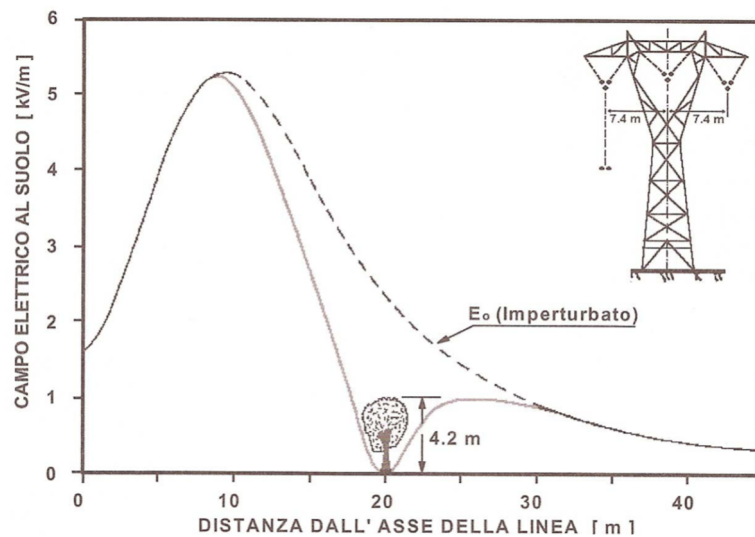 CAMPO ELETTRICO AL SUOLO [ kV/m ]
6
5
4
3
2
1
0
7.4 m 7.4 m
Eo (Imperturbato)
4.2 m
0 10 20 30 40
DISTANZA DALL' ASSE DELLA LINEA [ m ]